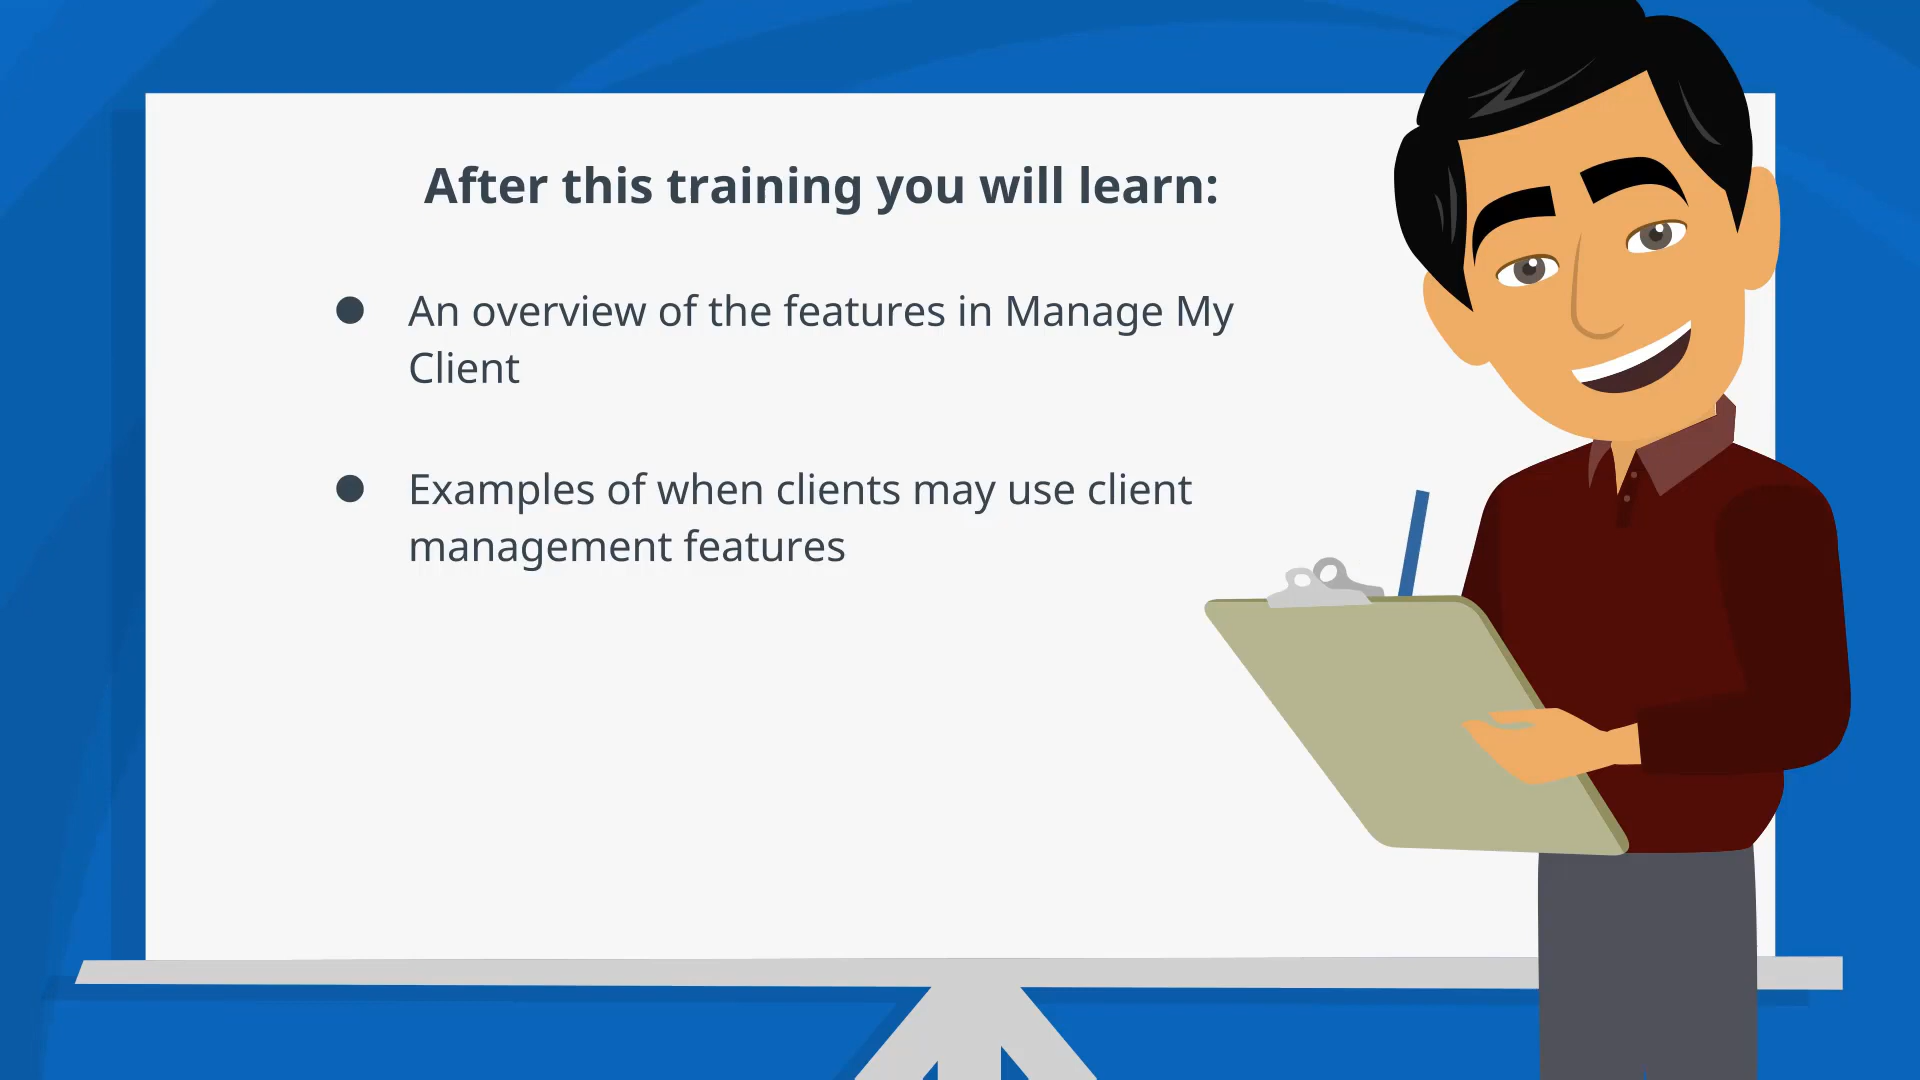 After this training you will learn:
● An overview of the features in Manage My
Client
● Examples of when clients may use client
management features